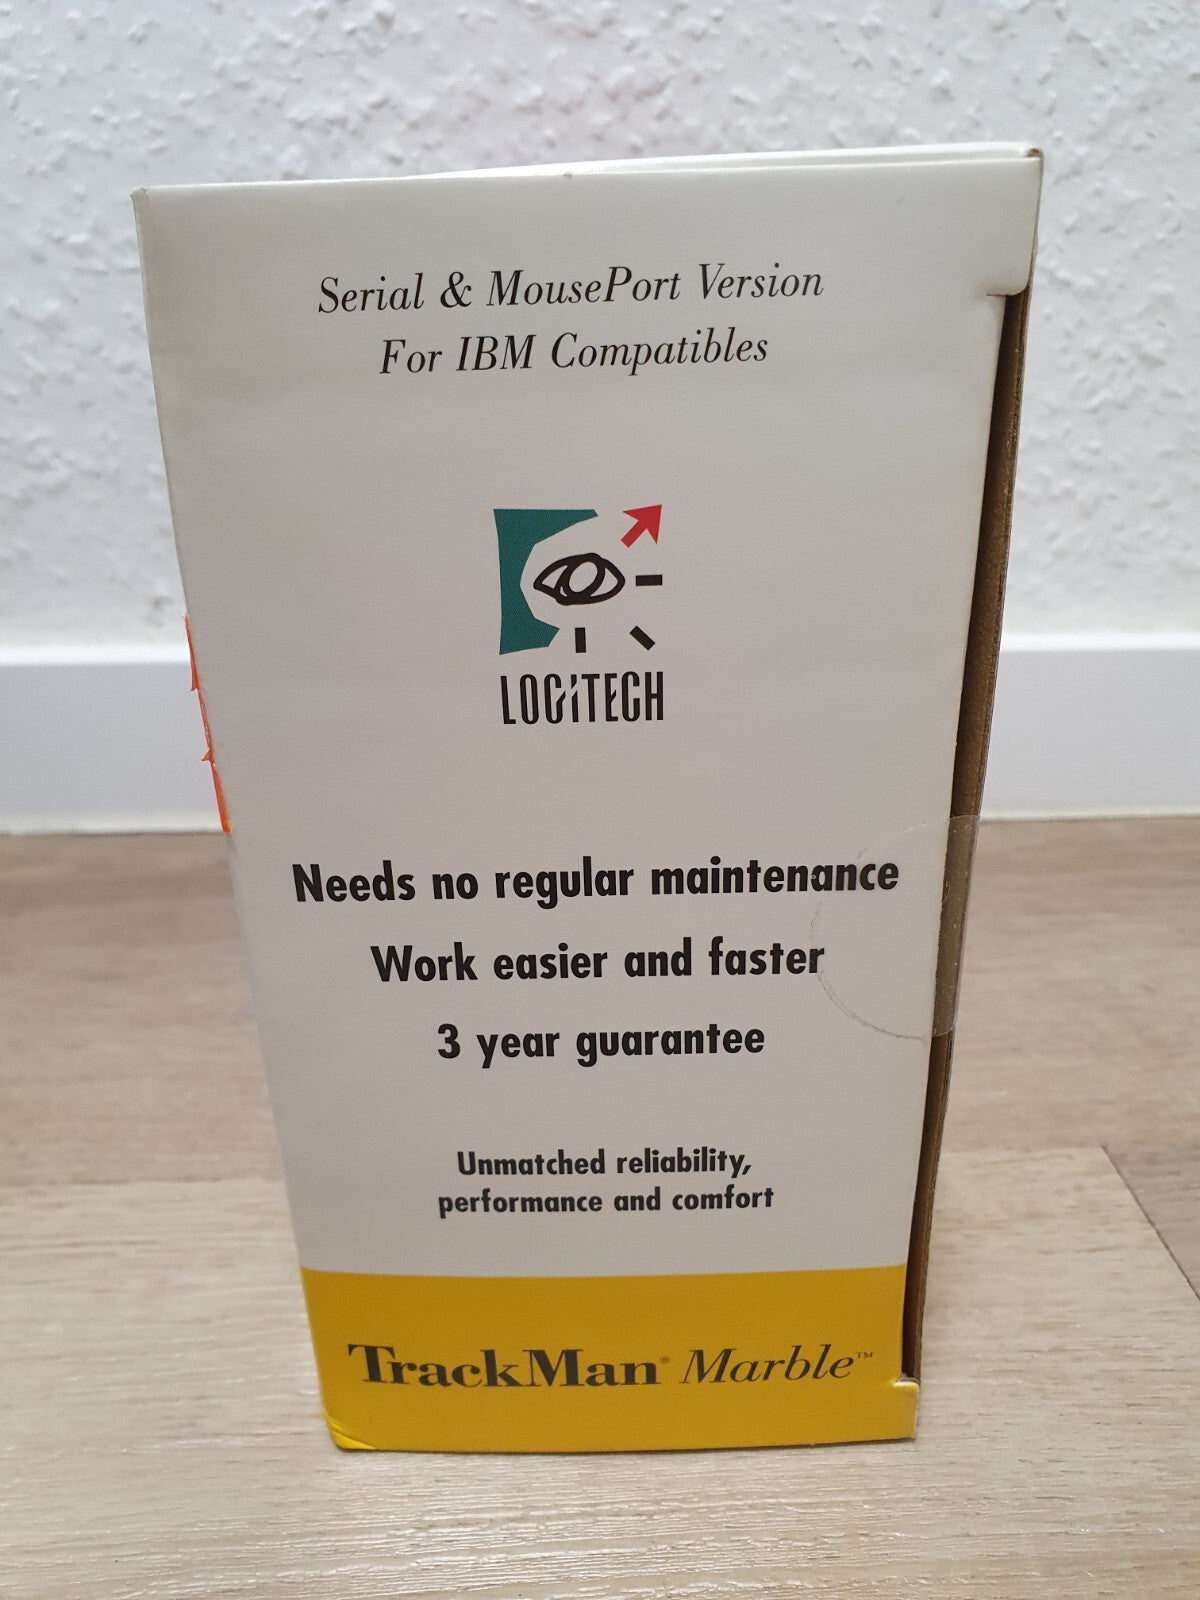 Serial & MousePort Version
For IBM Compatibles
LOGITECH
Needs no regular maintenance
Work easier and faster
3 year guarantee
Unmatched reliability,
performance and comfort
TrackMan® Marble™